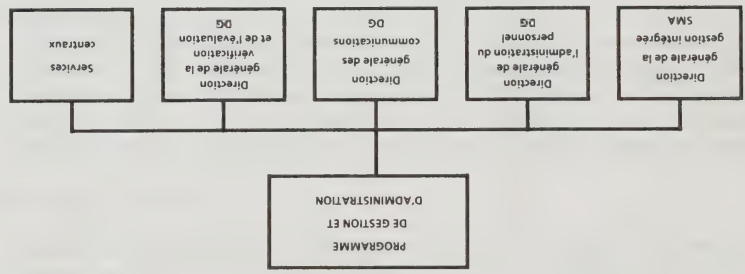 PROGRAMME
DE GESTION ET
D'ADMINISTRATION
Direction
générale de la
gestion intégrée
SMA
Direction
générale de
l'administration du
personnel
DG
Direction
générale des
communications
DG
Direction
générale de la
vérification
et de l'évaluation
DG
Services
centraux